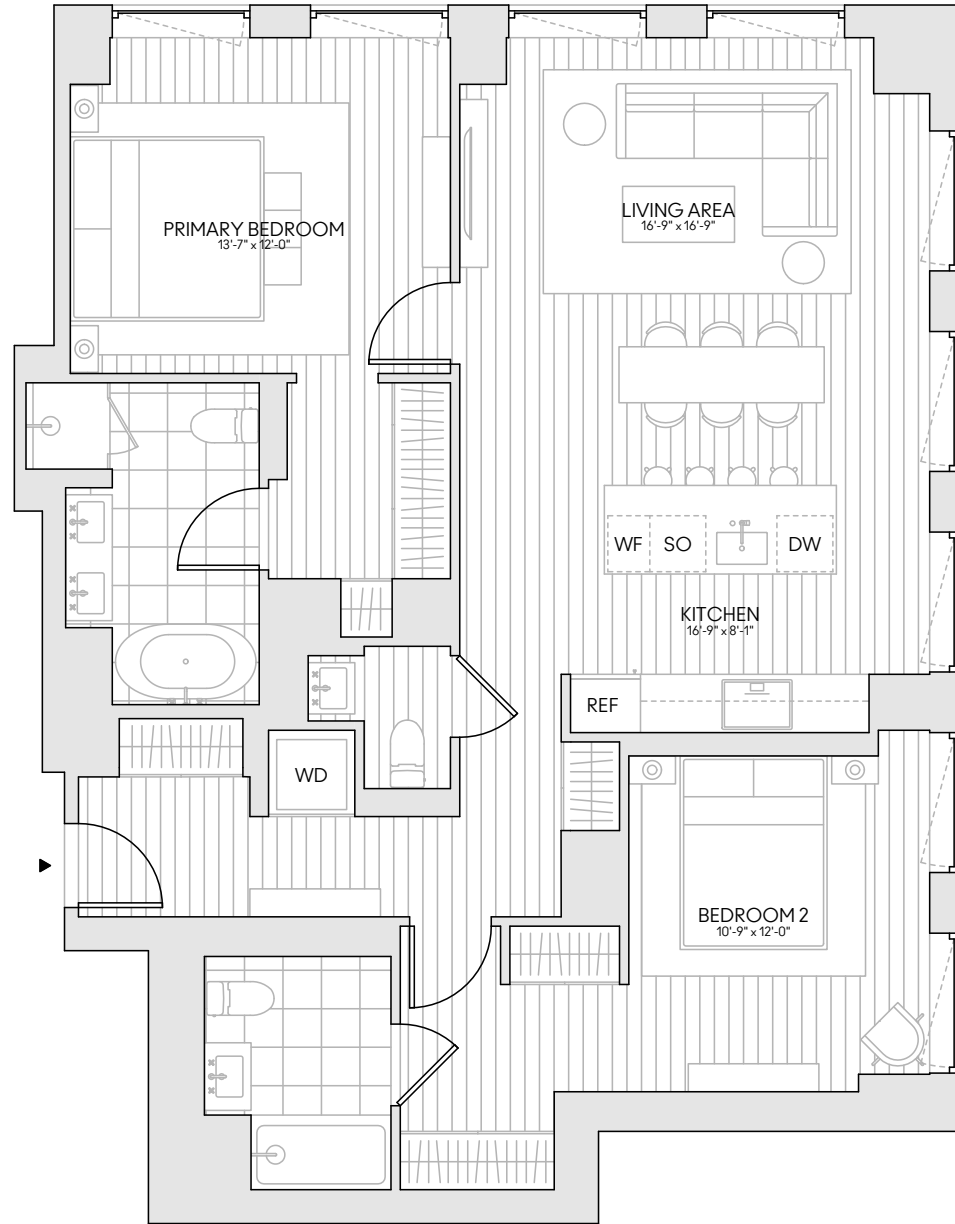 PRIMARY BEDROOM
13'-7" x 12'-0"
LIVING AREA
16'-9" x 16'-9"
WF SO DW
KITCHEN
16'-9" x 8'-1"
REF
WD
BEDROOM 2
10'-9" x 12'-0"